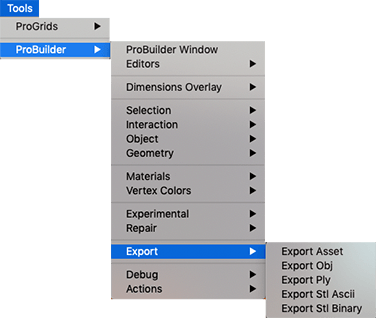 Tools
ProGrids
ProBuilder
ProBuilder Window
Editors
Dimensions Overlay
Selection
Interaction
Object
Geometry
Materials
Vertex Colors
Experimental
Repair
Export
Export Asset
Export Obj
Export Ply
Export Stl Ascii
Export Stl Binary
Debug
Actions